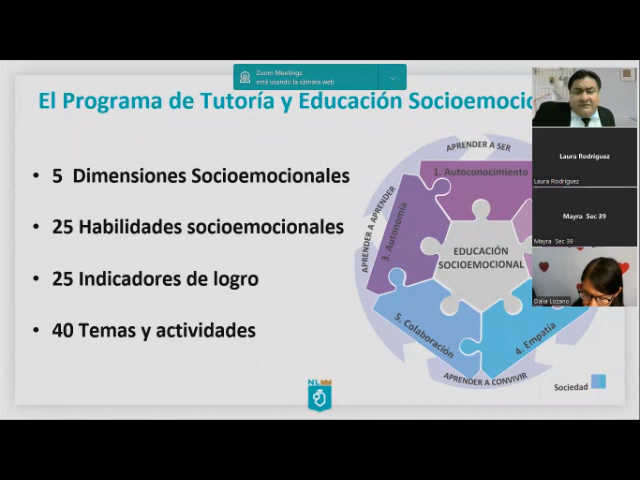 Zoom Meetings
está usando la cámara web
El Programa de Tutoría y Educación Socioemocio
• 5 Dimensiones Socioemocionales
• 25 Habilidades socioemocionales
• 25 Indicadores de logro
• 40 Temas y actividades
APRENDER A SER
1. Autoconocimiento
APRENDER A APRENDER
3. Autonomía
EDUCACIÓN
SOCIOEMOCIONAL
5. Colaboración
4. Empatía
APRENDER A CONVIVIR
Sociedad
NL
Laura Rodriguez
Laura Rodriguez
Mayra Sec 39
Mayra Sec 39
Dalia Lozano